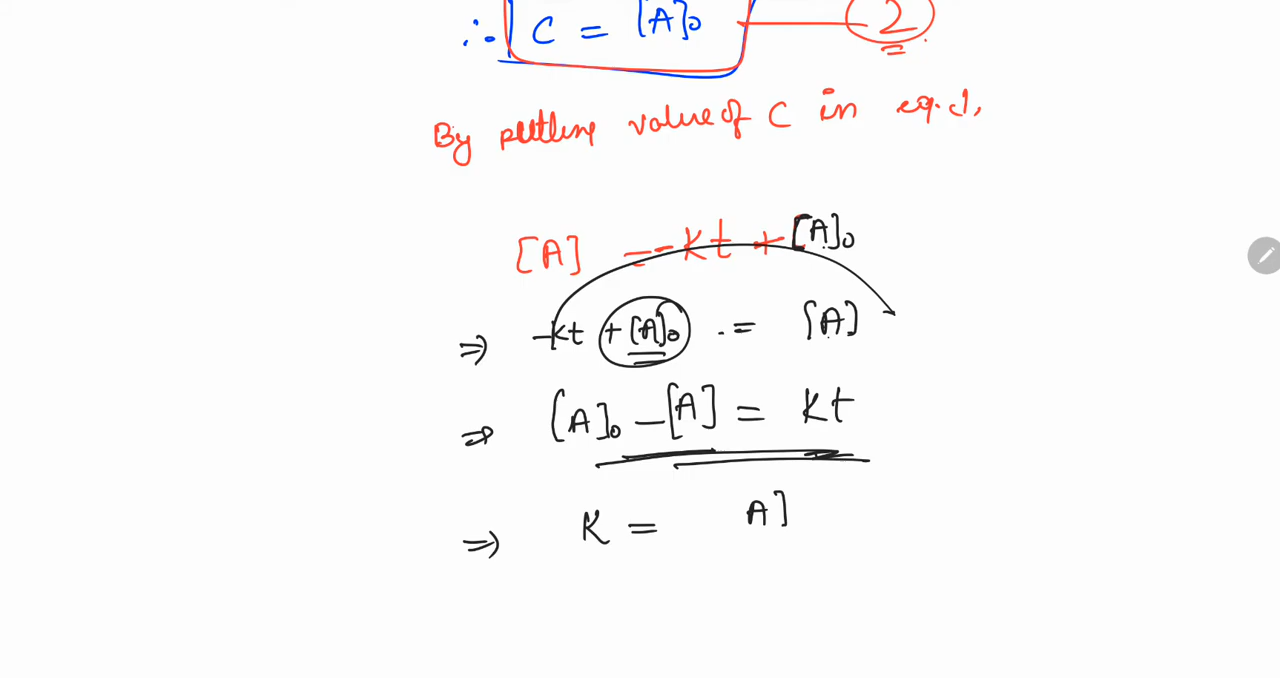 ∴ C = [A]₀ 2
By putting value of C in eq. 1,
[A] = -Kt + [A]₀
⇒ -kt + [A]₀ . = [A]
⇒ [A]₀ - [A] = Kt
⇒ K = A]